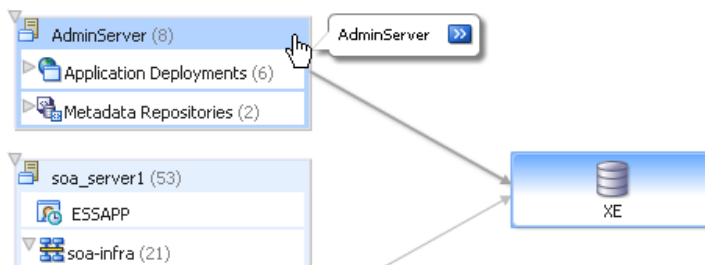 AdminServer (8)
AdminServer
Application Deployments (6)
Metadata Repositories (2)
XE
soa_server1 (53)
ESSAPP
soa-infra (21)